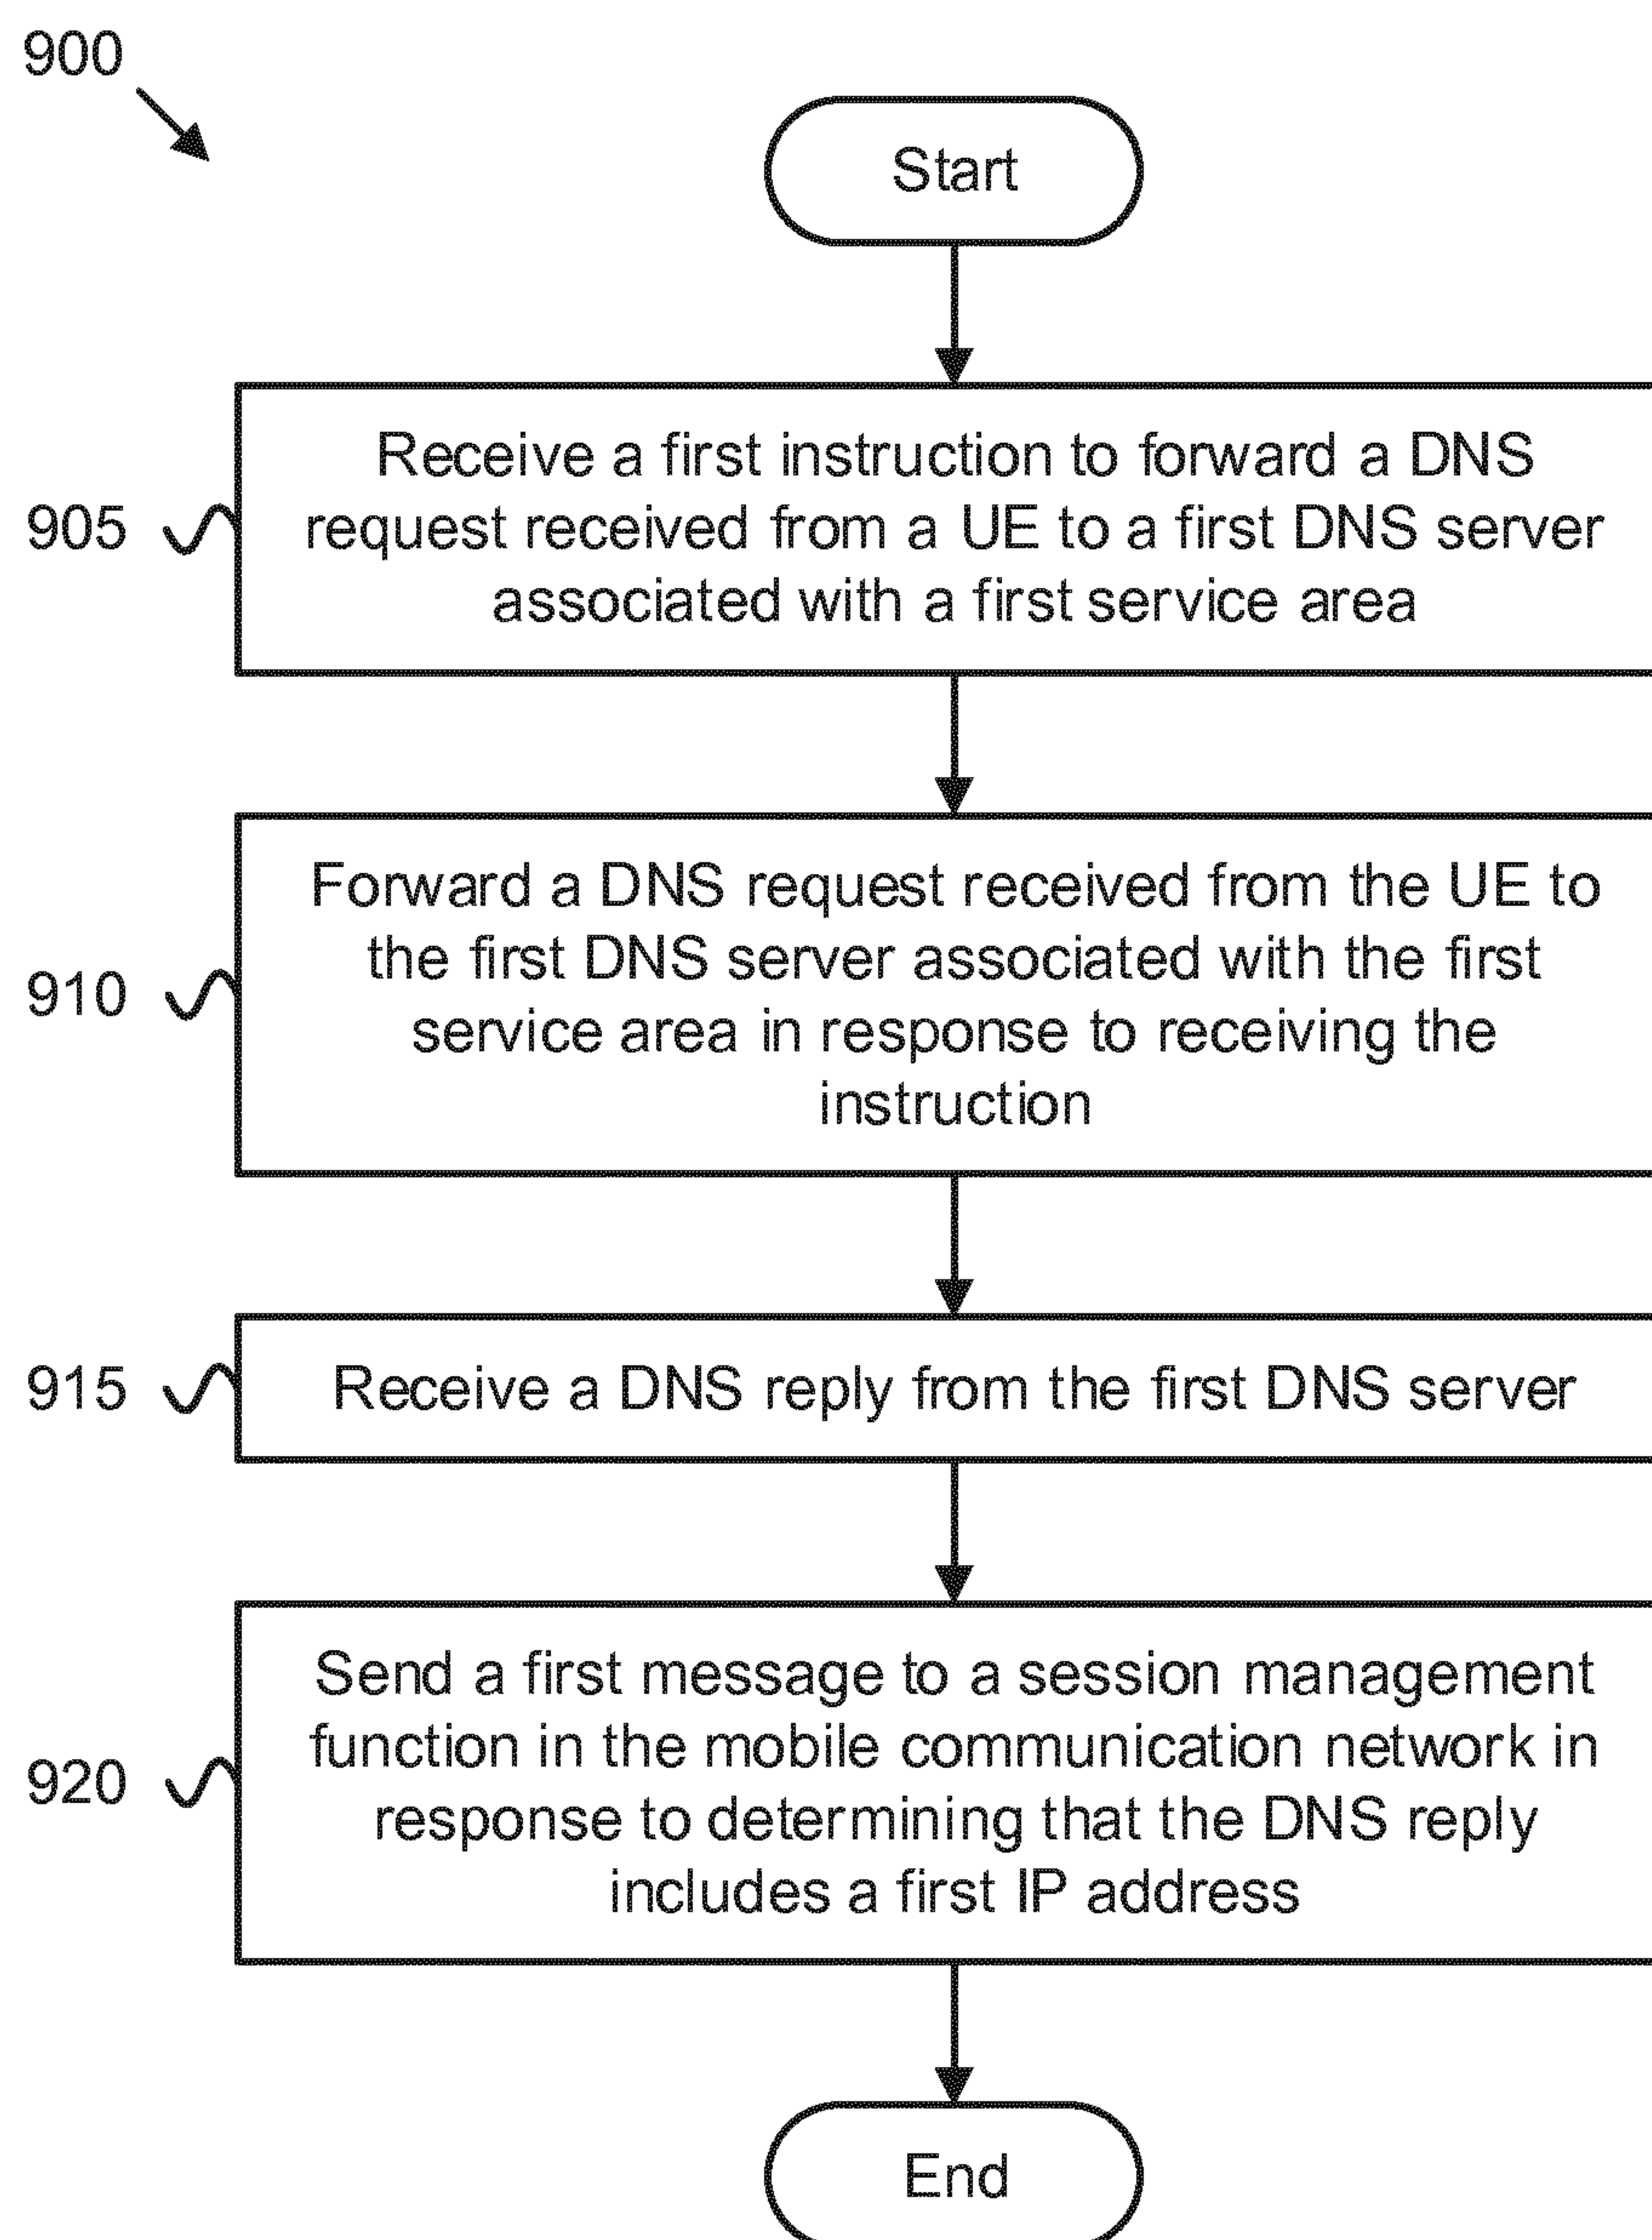 900
Start
905
Receive a first instruction to forward a DNS
request received from a UE to a first DNS server
associated with a first service area
910
Forward a DNS request received from the UE to
the first DNS server associated with the first
service area in response to receiving the
instruction
915
Receive a DNS reply from the first DNS server
920
Send a first message to a session management
function in the mobile communication network in
response to determining that the DNS reply
includes a first IP address
End